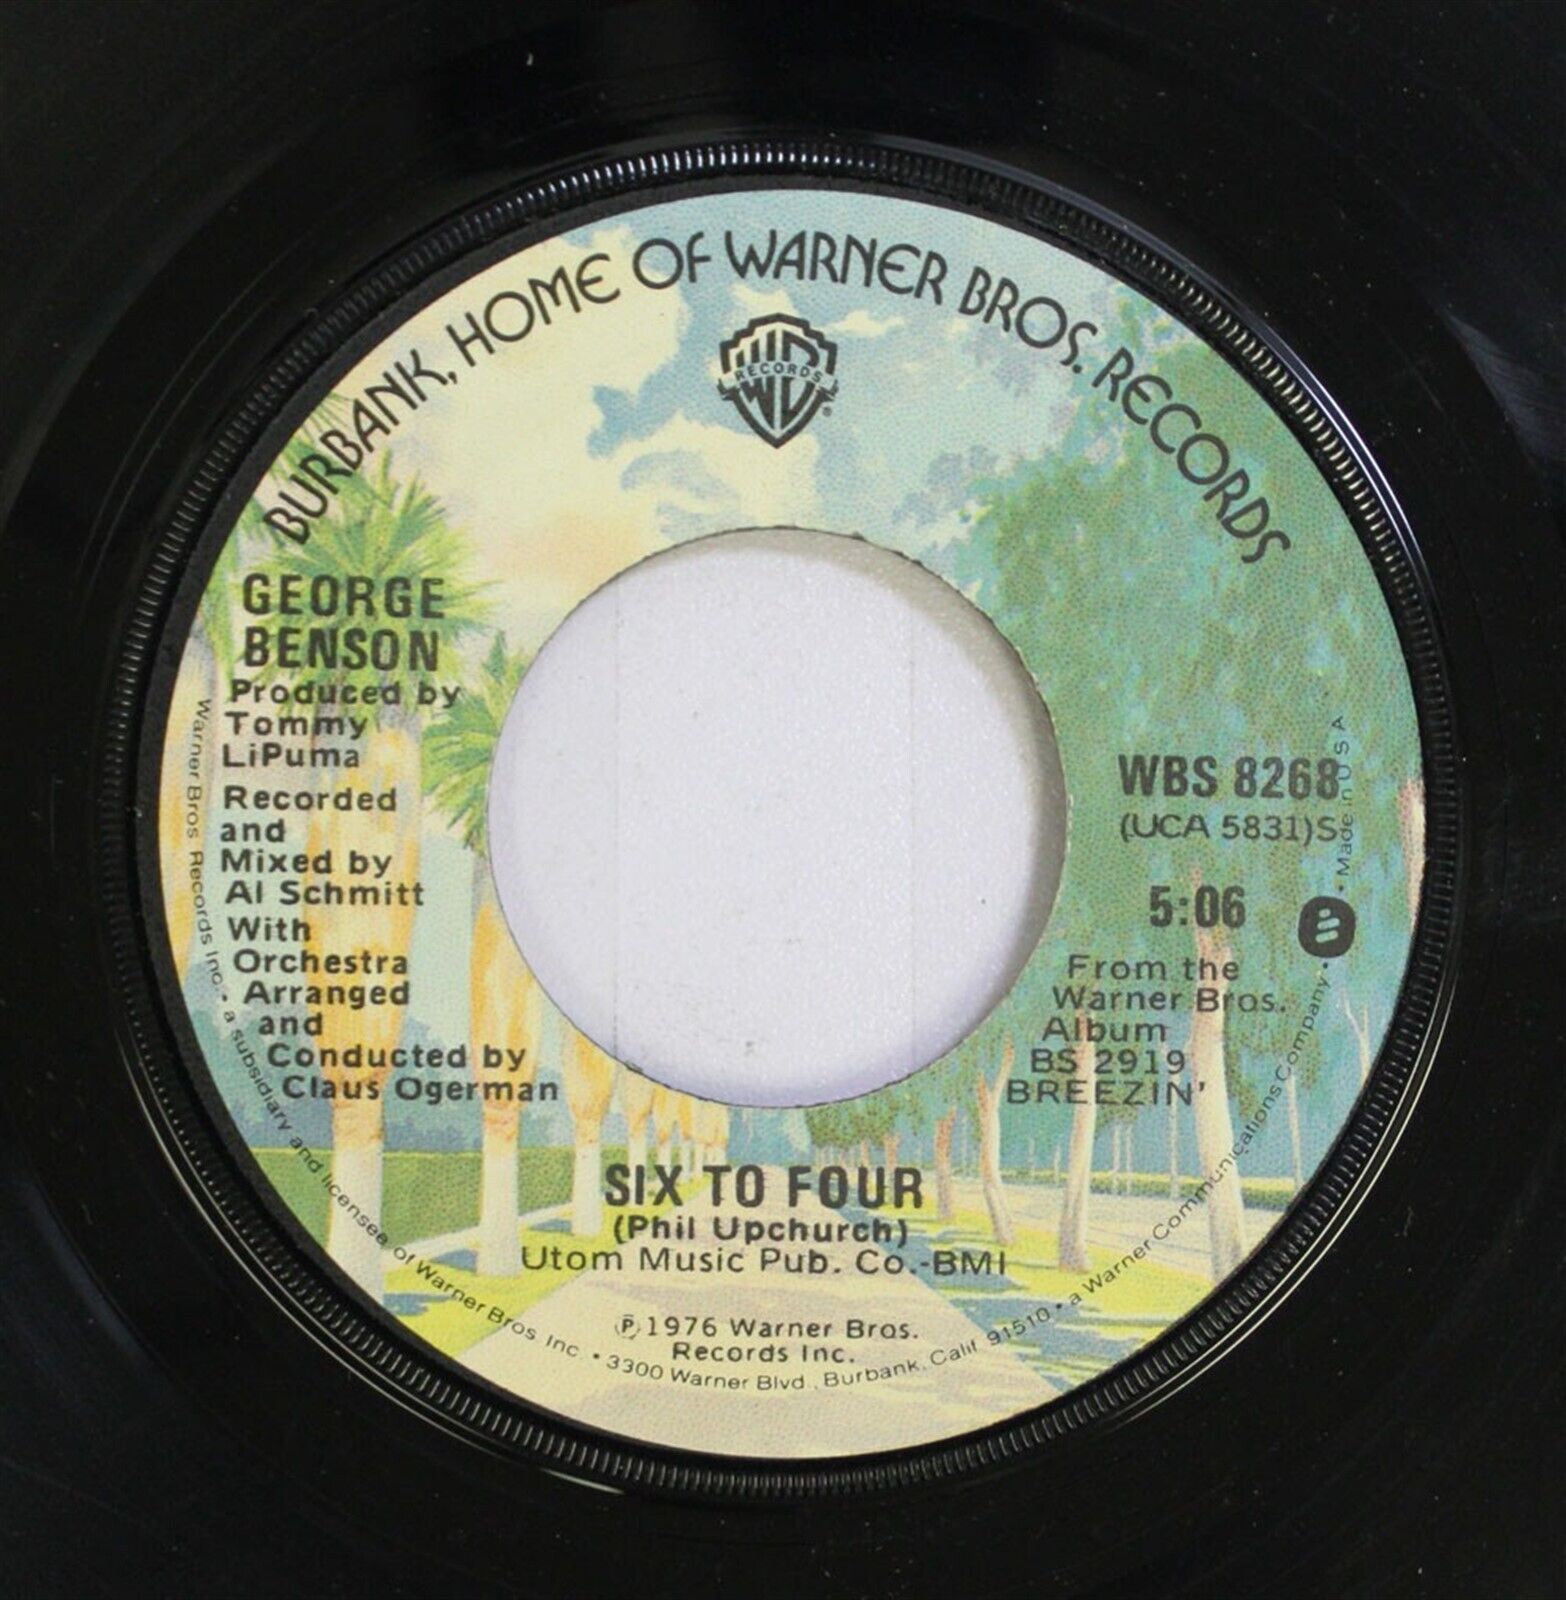 BURBANK, HOME OF WARNER BROS. RECORDS
WB
RECORDS
®
GEORGE
BENSON
Produced by
Tommy
LiPuma
Recorded
and
Mixed by
Al Schmitt
With
Orchestra
Arranged
and
Conducted by
Claus Ogerman
WBS 8268
(UCA 5831)S
5:06
From the
Warner Bros.
Album
BS 2919
BREEZIN'
SIX TO FOUR
(Phil Upchurch)
Utom Music Pub. Co.-BMI
℗ 1976 Warner Bros.
Records Inc.
Warner Bros. Records Inc. • a subsidiary and licensee of Warner Bros. Inc. • 3300 Warner Blvd., Burbank, Calif. 91510 • a Warner Communications Company • Made in U S A